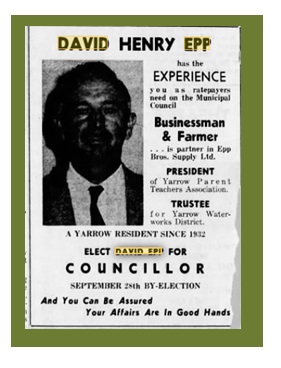 DAVID HENRY EPP
has the
EXPERIENCE
you as ratepayers
need on the Municipal
Council
Businessman
& Farmer
. . . is partner in Epp
Bros. Supply Ltd.
PRESIDENT
of Yarrow Parent
Teachers Association.
TRUSTEE
for Yarrow Water-
works District.
A YARROW RESIDENT SINCE 1932
ELECT DAVID EPP FOR
COUNCILLOR
SEPTEMBER 28th BY-ELECTION
And You Can Be Assured
Your Affairs Are In Good Hands